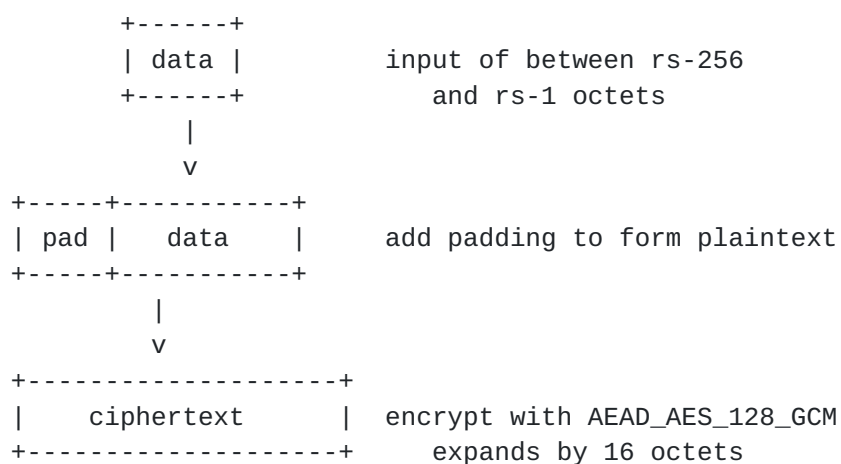 +------+
| data | input of between rs-256
+------+ and rs-1 octets
|
v
+-----+-----------+
| pad | data | add padding to form plaintext
+-----+-----------+
|
v
+--------------------+
| ciphertext | encrypt with AEAD_AES_128_GCM
+--------------------+ expands by 16 octets